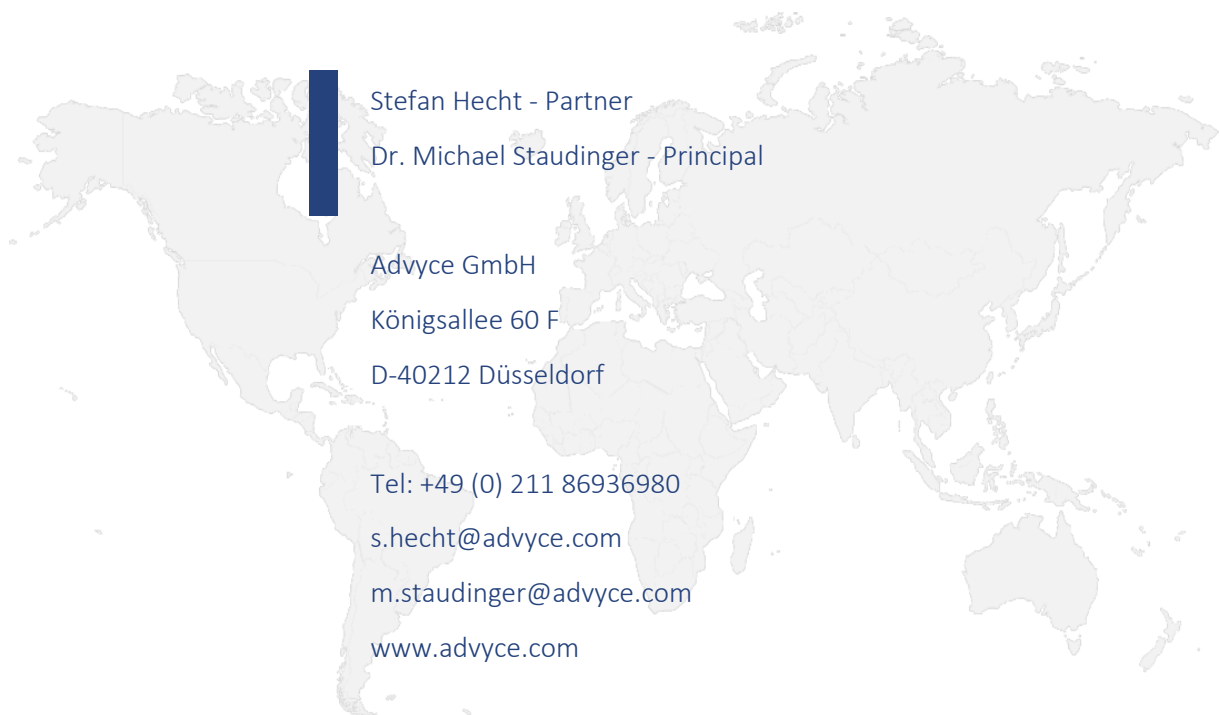 Stefan Hecht - Partner
Dr. Michael Staudinger - Principal
Advyce GmbH
Königsallee 60 F
D-40212 Düsseldorf
Tel: +49 (0) 211 86936980
s.hecht@advyce.com
m.staudinger@advyce.com
www.advyce.com